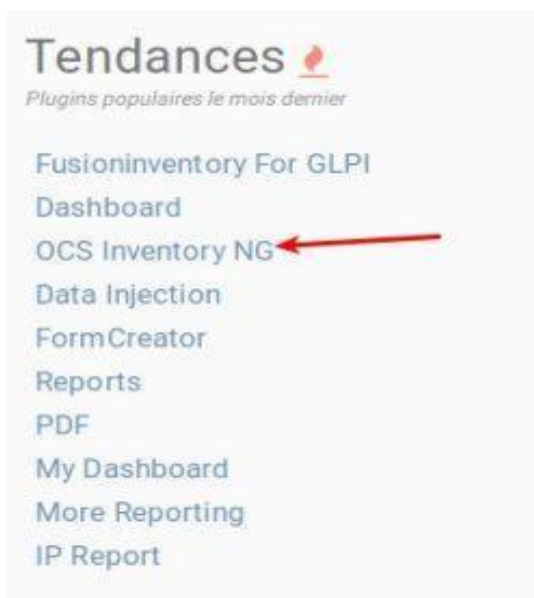 Tendances
Plugins populaires le mois dernier
Fusioninventory For GLPI
Dashboard
OCS Inventory NG
Data Injection
FormCreator
Reports
PDF
My Dashboard
More Reporting
IP Report